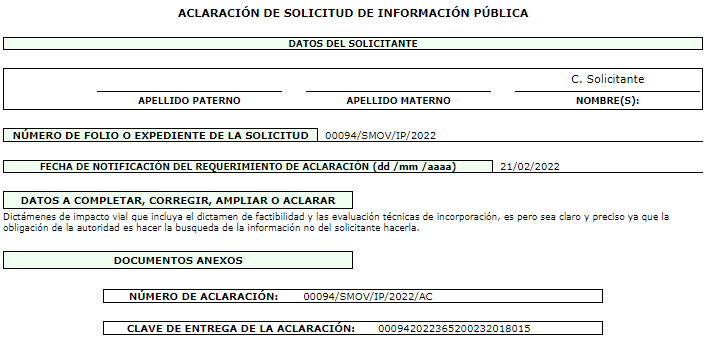 ACLARACIÓN DE SOLICITUD DE INFORMACIÓN PÚBLICA
DATOS DEL SOLICITANTE
C. Solicitante
APELLIDO PATERNO APELLIDO MATERNO NOMBRE(S):
NÚMERO DE FOLIO O EXPEDIENTE DE LA SOLICITUD 00094/SMOV/IP/2022
FECHA DE NOTIFICACIÓN DEL REQUERIMIENTO DE ACLARACIÓN (dd /mm /aaaa) 21/02/2022
DATOS A COMPLETAR, CORREGIR, AMPLIAR O ACLARAR
Dictámenes de impacto vial que incluya el dictamen de factibilidad y las evaluación técnicas de incorporación, es pero sea claro y preciso ya que la
obligación de la autoridad es hacer la busqueda de la información no del solicitante hacerla.
DOCUMENTOS ANEXOS
NÚMERO DE ACLARACIÓN: 00094/SMOV/IP/2022/AC
CLAVE DE ENTREGA DE LA ACLARACIÓN: 000942022365200232018015